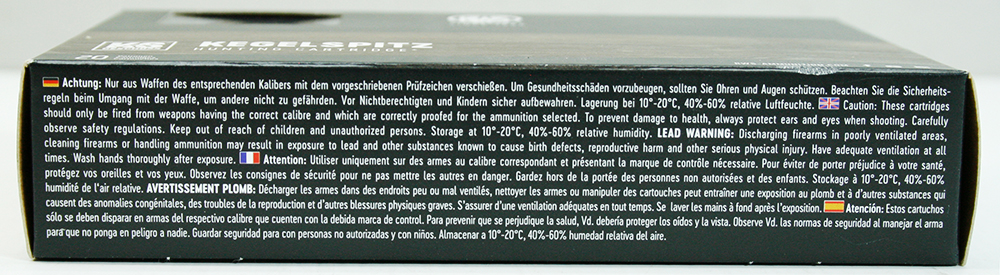 KEGELSPITZ
HUNTING CARTRIDGES
20
Achtung: Nur aus Waffen des entsprechenden Kalibers mit dem vorgeschriebenen Prüfzeichen verschießen. Um Gesundheitsschäden vorzubeugen, sollten Sie Ohren und Augen schützen. Beachten Sie die Sicherheits-
regeln beim Umgang mit der Waffe, um andere nicht zu gefährden. Vor Nichtberechtigten und Kindern sicher aufbewahren. Lagerung bei 10°-20°C, 40%-60% relative Luftfeuchte. Caution: These cartridges
should only be fired from weapons having the correct calibre and which are correctly proofed for the ammunition selected. To prevent damage to health, always protect ears and eyes when shooting. Carefully
observe safety regulations. Keep out of reach of children and unauthorized persons. Storage at 10°-20°C, 40%-60% relative humidity. LEAD WARNING: Discharging firearms in poorly ventilated areas,
cleaning firearms or handling ammunition may result in exposure to lead and other substances known to cause birth defects, reproductive harm and other serious physical injury. Have adequate ventilation at all
times. Wash hands thoroughly after exposure. Attention: Utiliser uniquement sur des armes au calibre correspondant et présentant la marque de contrôle nécessaire. Pour éviter de porter préjudice à votre santé,
protégez vos oreilles et vos yeux. Observez les consignes de sécurité pour ne pas mettre les autres en danger. Gardez hors de la portée des personnes non autorisées et des enfants. Stockage à 10°-20°C, 40%-60%
humidité de l'air relative. AVERTISSEMENT PLOMB: Décharger les armes dans des endroits peu ou mal ventilés, nettoyer les armes ou manipuler des cartouches peut entraîner une exposition au plomb et à d'autres substances qui
causent des anomalies congénitales, des troubles de la reproduction et d'autres blessures physiques graves. S'assurer d'une ventilation adéquates en tout temps. Se laver les mains à fond après l'exposition. Atención: Estos cartuchos
sólo se deben disparar en armas del respectivo calibre que cuenten con la debida marca de control. Para prevenir que se perjudique la salud, Vd. debería proteger los oídos y la vista. Observe Vd. las normas de seguridad al manejar el arma
para que no ponga en peligro a nadie. Guardar seguridad para con personas no autorizadas y con niños. Almacenar a 10°-20°C, 40%-60% humedad relativa del aire.